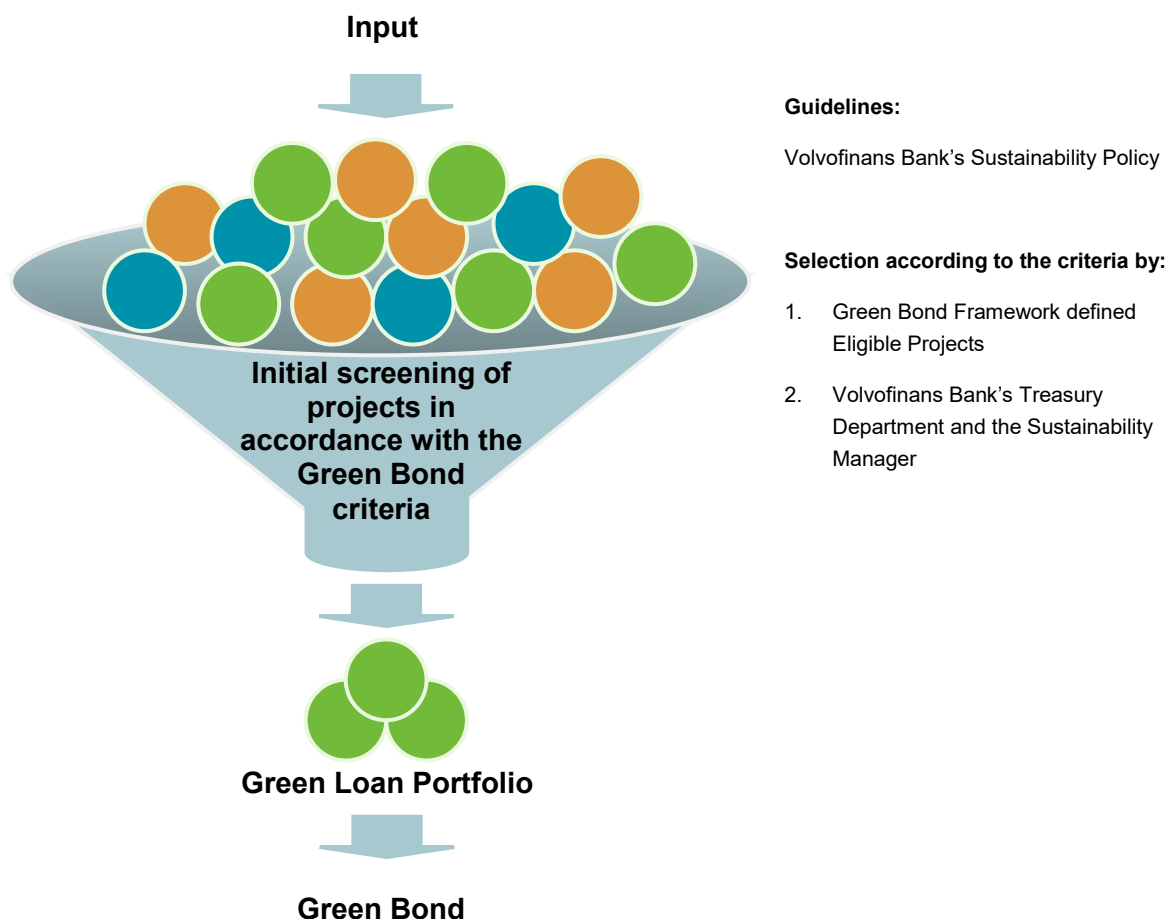 Input
Guidelines:
Volvofinans Bank’s Sustainability Policy
Selection according to the criteria by:
1. Green Bond Framework defined
Eligible Projects
2. Volvofinans Bank’s Treasury
Department and the Sustainability
Manager
Initial screening of
projects in
accordance with the
Green Bond
criteria
Green Loan Portfolio
Green Bond